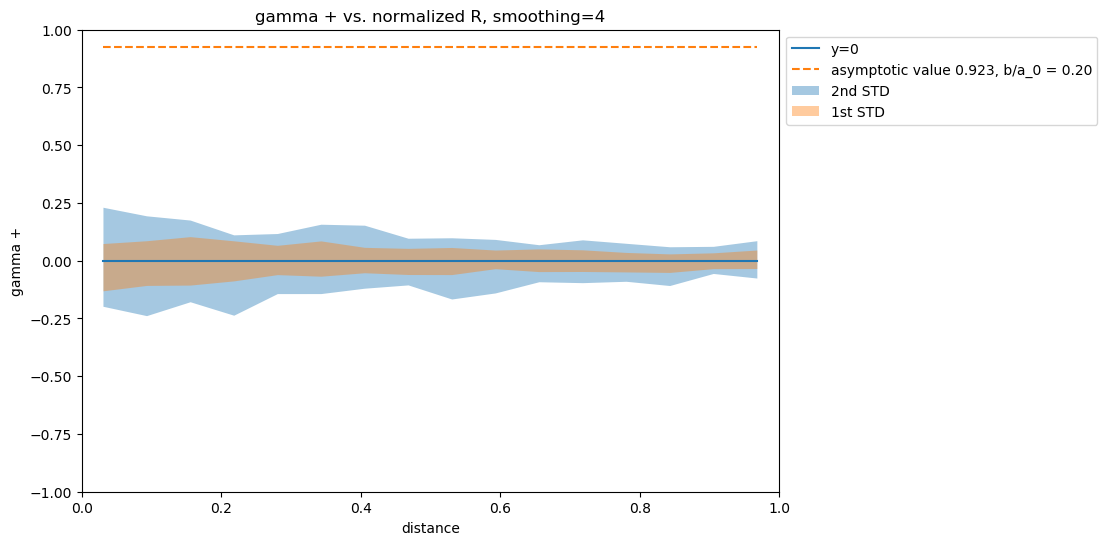 gamma + vs. normalized R, smoothing=4
1.00
0.75
0.50
0.25
0.00
−0.25
−0.50
−0.75
−1.00
gamma +
0.0
0.2
0.4
0.6
0.8
1.0
distance
y=0
asymptotic value 0.923, b/a_0 = 0.20
2nd STD
1st STD